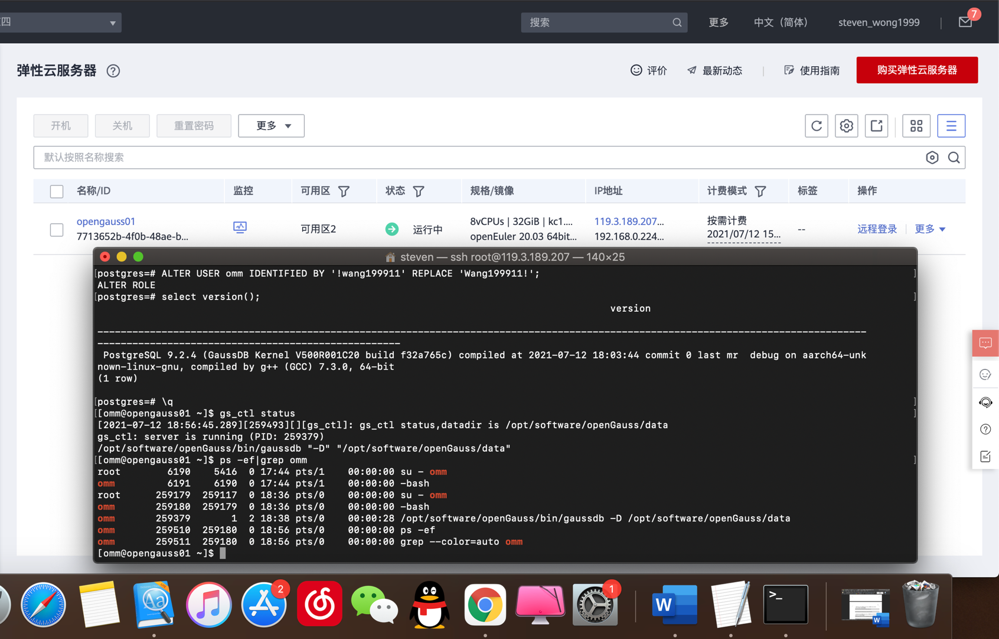 四
搜索
更多
中文（简体）
steven_wong1999
7
弹性云服务器
评价
最新动态
使用指南
购买弹性云服务器
开机
关机
重置密码
更多
默认按照名称搜索
名称/ID
监控
可用区
状态
规格/镜像
IP地址
计费模式
标签
操作
opengauss01
7713652b-4f0b-48ae-b...
可用区2
运行中
8vCPUs | 32GiB | kc1....
openEuler 20.03 64bit...
119.3.189.207...
192.168.0.224...
按需计费
2021/07/12 15...
--
远程登录
更多
steven — ssh root@119.3.189.207 — 140×25
[postgres=# ALTER USER omm IDENTIFIED BY '!wang199911' REPLACE 'Wang199911!'; ]
ALTER ROLE
[postgres=# select version(); ]
version
------------------------------------------------------------------------------------------------------------------------------------
----------------------------------------------------
PostgreSQL 9.2.4 (GaussDB Kernel V500R001C20 build f32a765c) compiled at 2021-07-12 18:03:44 commit 0 last mr  debug on aarch64-unk
nown-linux-gnu, compiled by g++ (GCC) 7.3.0, 64-bit
(1 row)
[postgres=# \q ]
[[omm@opengauss01 ~]$ gs_ctl status ]
[2021-07-12 18:56:45.289][259493][][gs_ctl]: gs_ctl status,datadir is /opt/software/openGauss/data
gs_ctl: server is running (PID: 259379)
/opt/software/openGauss/bin/gaussdb "-D" "/opt/software/openGauss/data"
[[omm@opengauss01 ~]$ ps -ef|grep omm ]
root 6190 5416 0 17:44 pts/1 00:00:00 su - omm
omm 6191 6190 0 17:44 pts/1 00:00:00 -bash
root 259179 259117 0 18:36 pts/0 00:00:00 su - omm
omm 259180 259179 0 18:36 pts/0 00:00:00 -bash
omm 259379 1 2 18:38 pts/0 00:00:28 /opt/software/openGauss/bin/gaussdb -D /opt/software/openGauss/data
omm 259510 259180 0 18:56 pts/0 00:00:00 ps -ef
omm 259511 259180 0 18:56 pts/0 00:00:00 grep --color=auto omm
[omm@opengauss01 ~]$
Aa
2
1
W
>_
W